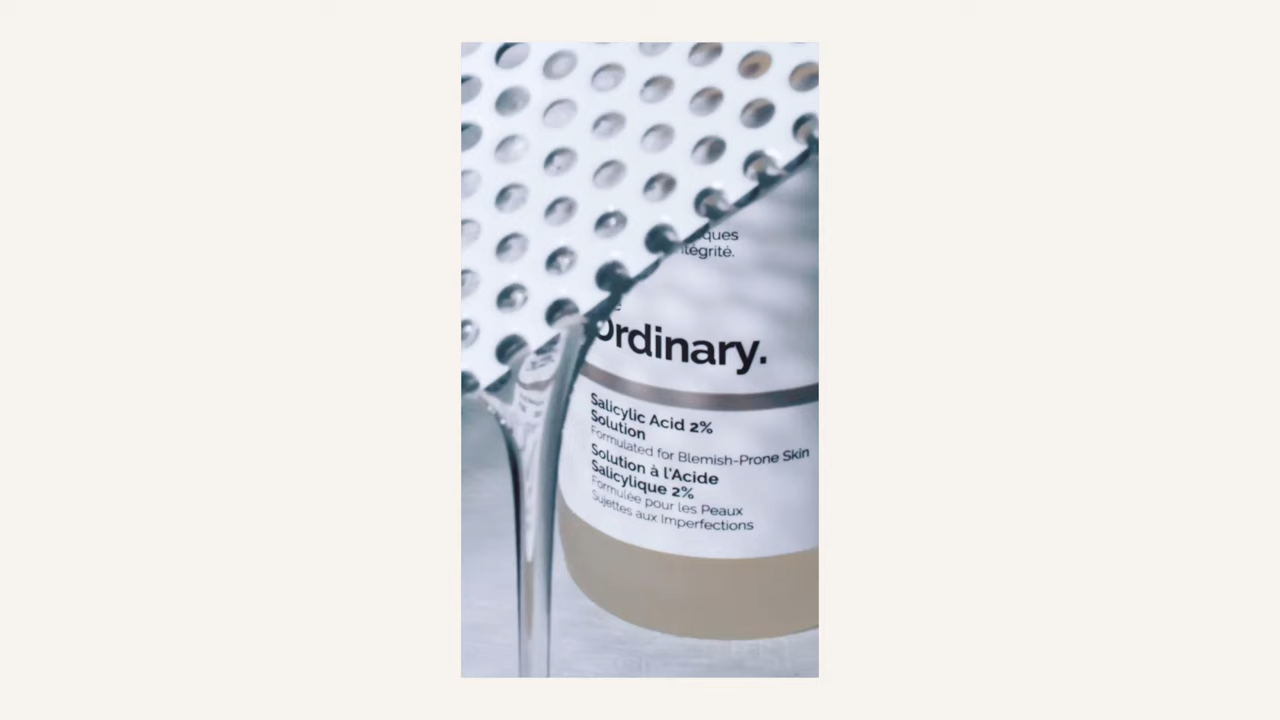 ques
ntégrité.
Ordinary.
Salicylic Acid 2%
Solution
Formulated for Blemish-Prone Skin
Solution à l'Acide
Salicylique 2%
Formulée pour les Peaux
Sujettes aux Imperfections